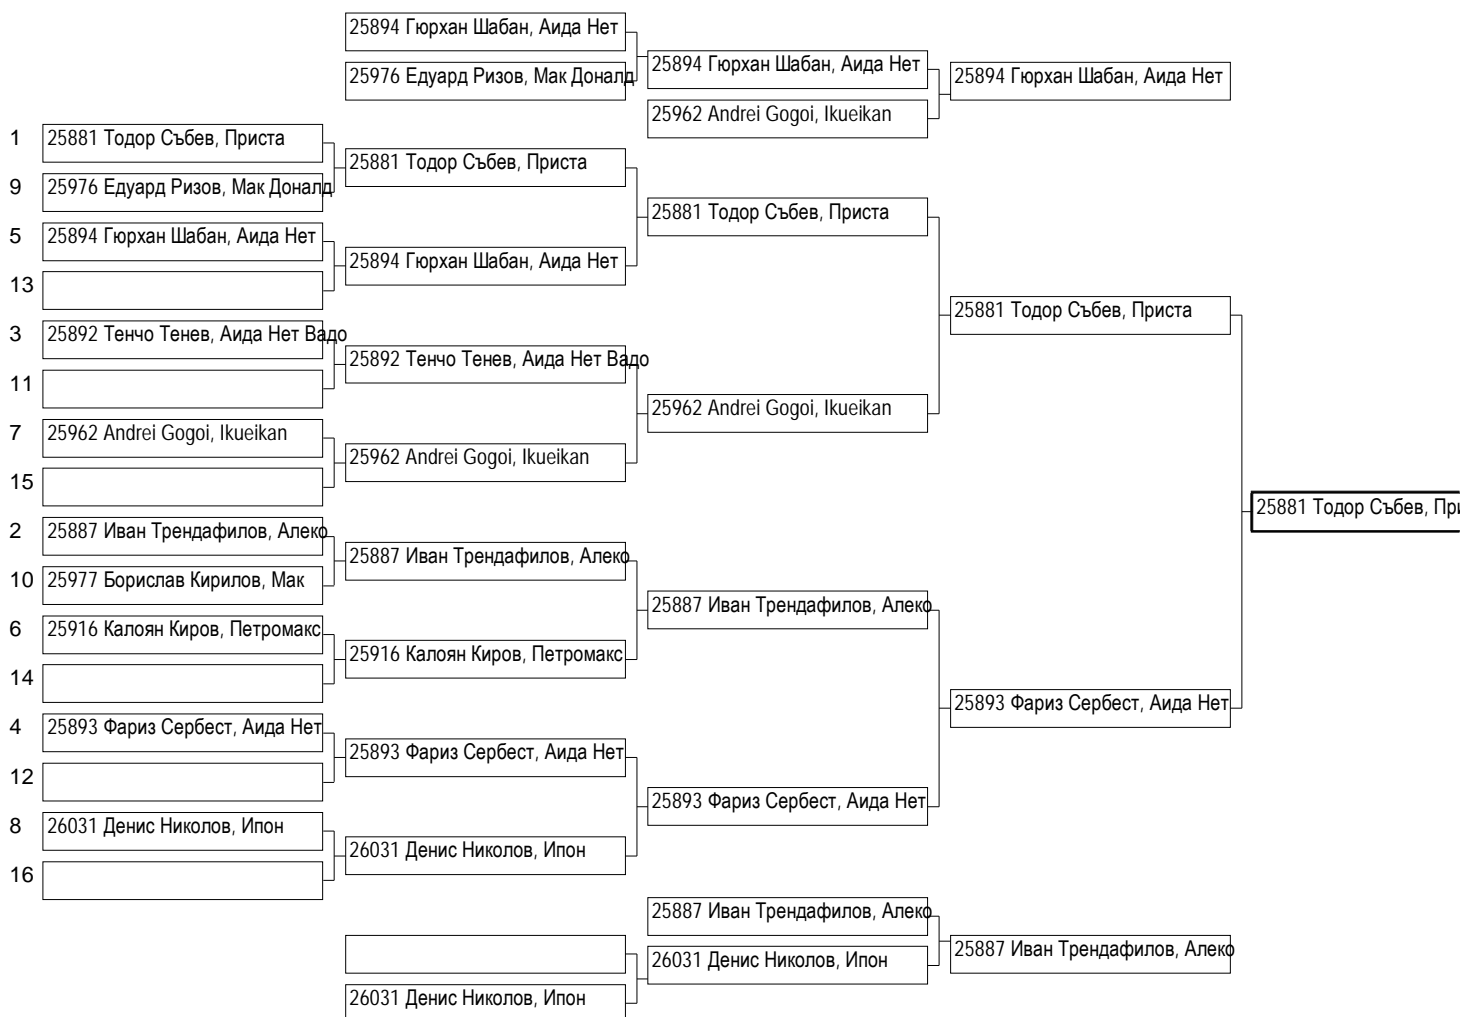 25894 Гюрхан Шабан, Аида Нет
25976 Едуард Ризов, Мак Доналд
25894 Гюрхан Шабан, Аида Нет
25962 Andrei Gogoi, Ikueikan
25894 Гюрхан Шабан, Аида Нет
1 25881 Тодор Събев, Приста
9 25976 Едуард Ризов, Мак Доналд
5 25894 Гюрхан Шабан, Аида Нет
13
3 25892 Тенчо Тенев, Аида Нет Вадо
11
7 25962 Andrei Gogoi, Ikueikan
15
2 25887 Иван Трендафилов, Алеко
10 25977 Борислав Кирилов, Мак
6 25916 Калоян Киров, Петромакс
14
4 25893 Фариз Сербест, Аида Нет
12
8 26031 Денис Николов, Ипон
16
25881 Тодор Събев, Приста
25894 Гюрхан Шабан, Аида Нет
25892 Тенчо Тенев, Аида Нет Вадо
25962 Andrei Gogoi, Ikueikan
25887 Иван Трендафилов, Алеко
25916 Калоян Киров, Петромакс
25893 Фариз Сербест, Аида Нет
26031 Денис Николов, Ипон
25881 Тодор Събев, Приста
25962 Andrei Gogoi, Ikueikan
25887 Иван Трендафилов, Алеко
25893 Фариз Сербест, Аида Нет
25881 Тодор Събев, Приста
25893 Фариз Сербест, Аида Нет
25881 Тодор Събев,
26031 Денис Николов, Ипон
25887 Иван Трендафилов, Алеко
26031 Денис Николов, Ипон
25887 Иван Трендафилов, Алеко